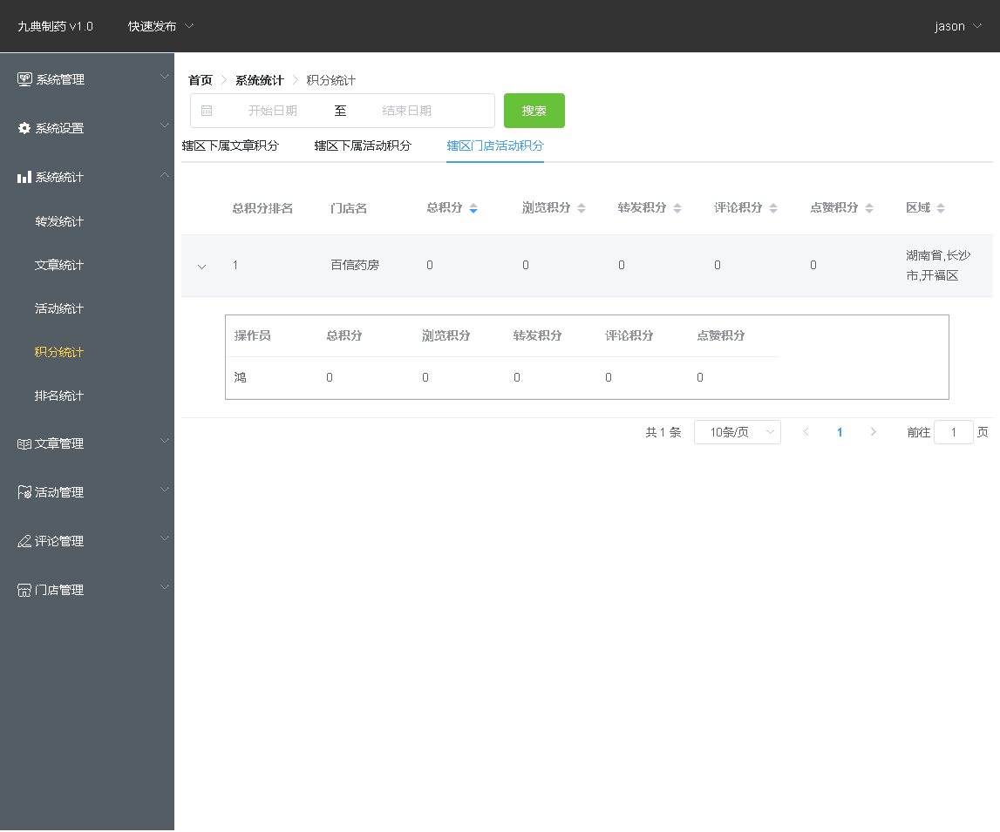 九典制药 v1.0 快速发布 jason
系统管理
系统设置
系统统计
转发统计
文章统计
活动统计
积分统计
排名统计
文章管理
活动管理
评论管理
门店管理
首页 系统统计 积分统计
开始日期 至 结束日期 搜索
辖区下属文章积分 辖区下属活动积分 辖区门店活动积分
总积分排名 门店名 总积分 浏览积分 转发积分 评论积分 点赞积分 区域
1 百信药房 0 0 0 0 0 湖南省,长沙
市,开福区
操作员 总积分 浏览积分 转发积分 评论积分 点赞积分
鸿 0 0 0 0 0
共 1 条 10条/页 1 前往 1 页